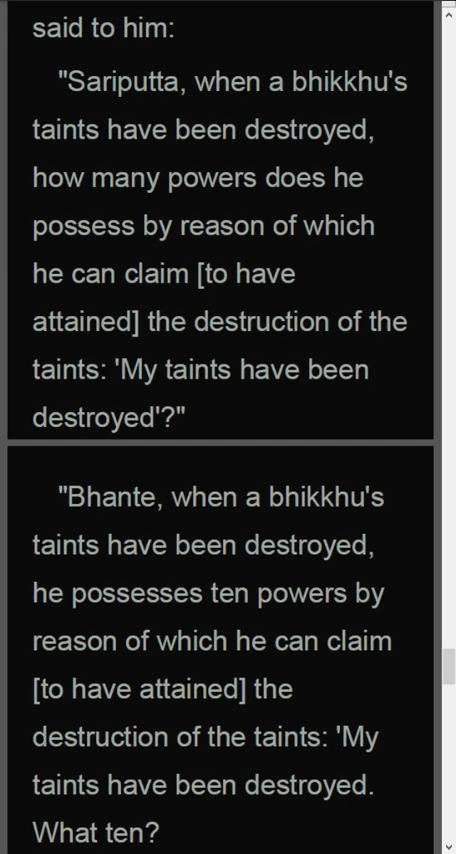 said to him:
"Sariputta, when a bhikkhu's
taints have been destroyed,
how many powers does he
possess by reason of which
he can claim [to have
attained] the destruction of the
taints: 'My taints have been
destroyed'?"
"Bhante, when a bhikkhu's
taints have been destroyed,
he possesses ten powers by
reason of which he can claim
[to have attained] the
destruction of the taints: 'My
taints have been destroyed.
What ten?